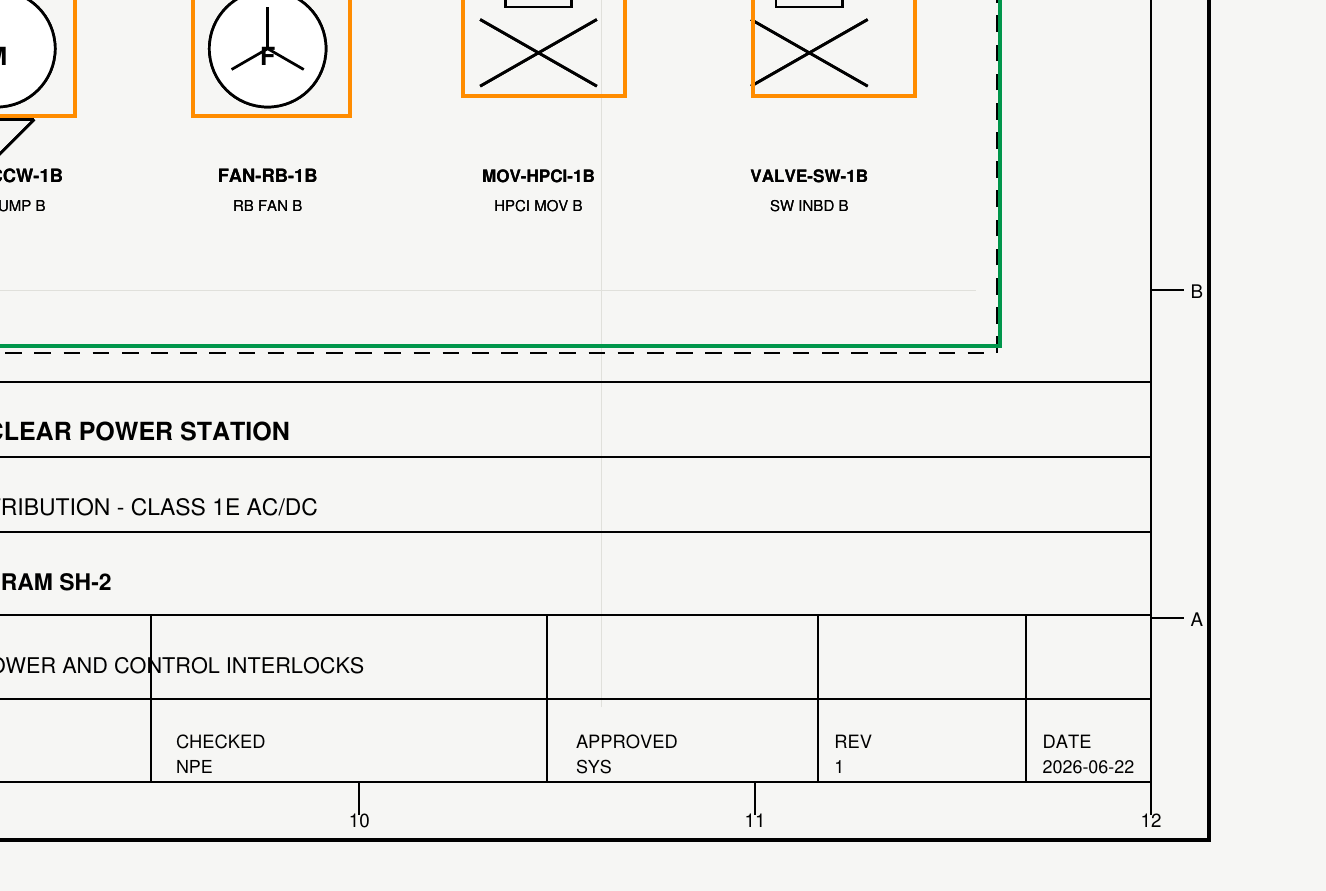 M F
CCW-1B FAN-RB-1B MOV-HPCI-1B VALVE-SW-1B
UMP B RB FAN B HPCI MOV B SW INBD B
B
CLEAR POWER STATION
TRIBUTION - CLASS 1E AC/DC
RAM SH-2
A
OWER AND CONTROL INTERLOCKS
CHECKED APPROVED REV DATE
NPE SYS 1 2026-06-22
10 11 12